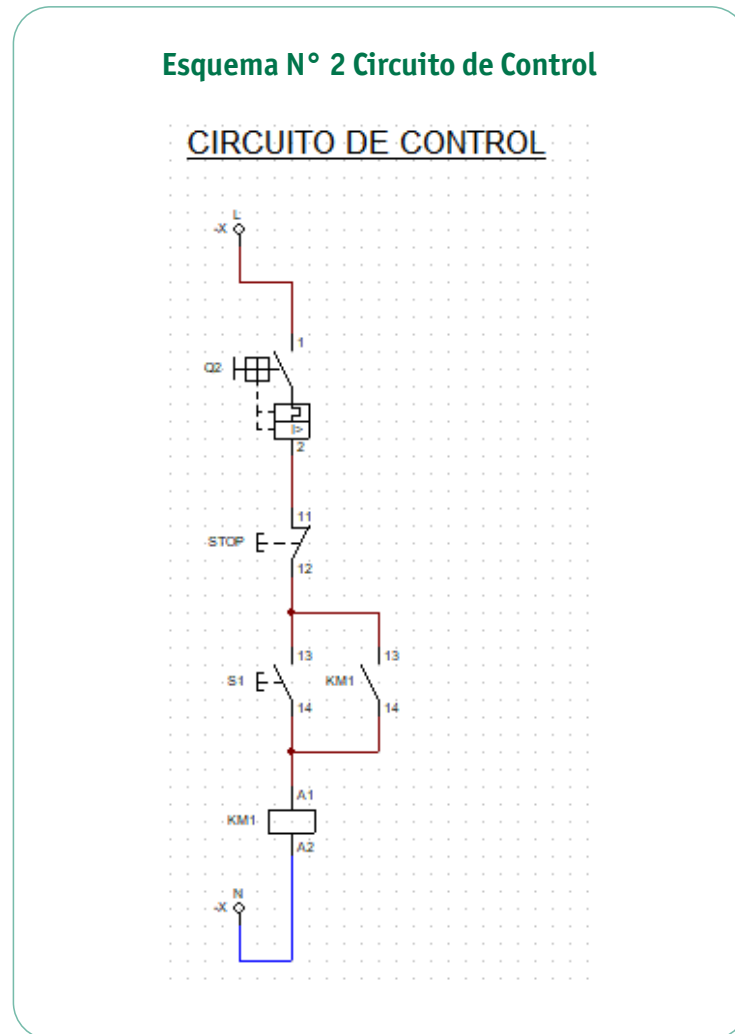 Esquema N° 2 Circuito de Control
CIRCUITO DE CONTROL
L
-X
1
Q2
I>
2
11
STOP
12
13 13
S1 KM1
14 14
A1
KM1
A2
N
-X